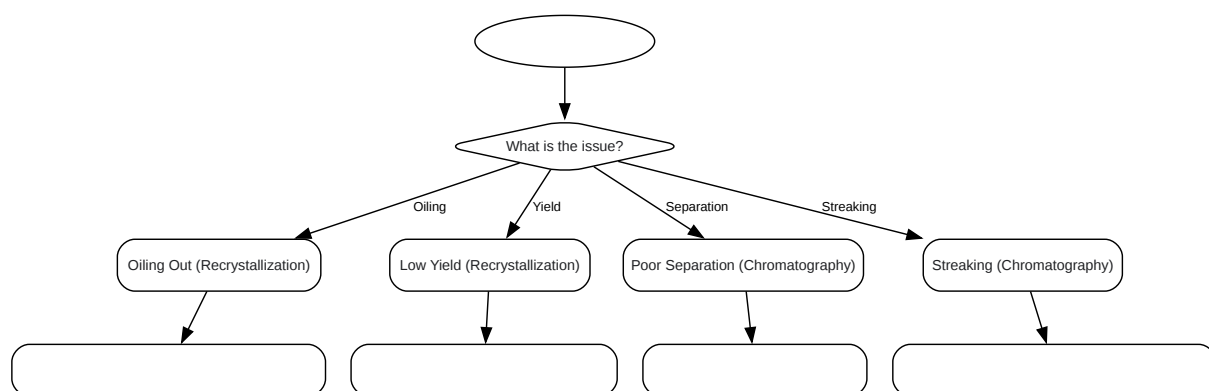 What is the issue?
Oiling
Yield
Separation
Streaking
Oiling Out (Recrystallization)
Low Yield (Recrystallization)
Poor Separation (Chromatography)
Streaking (Chromatography)